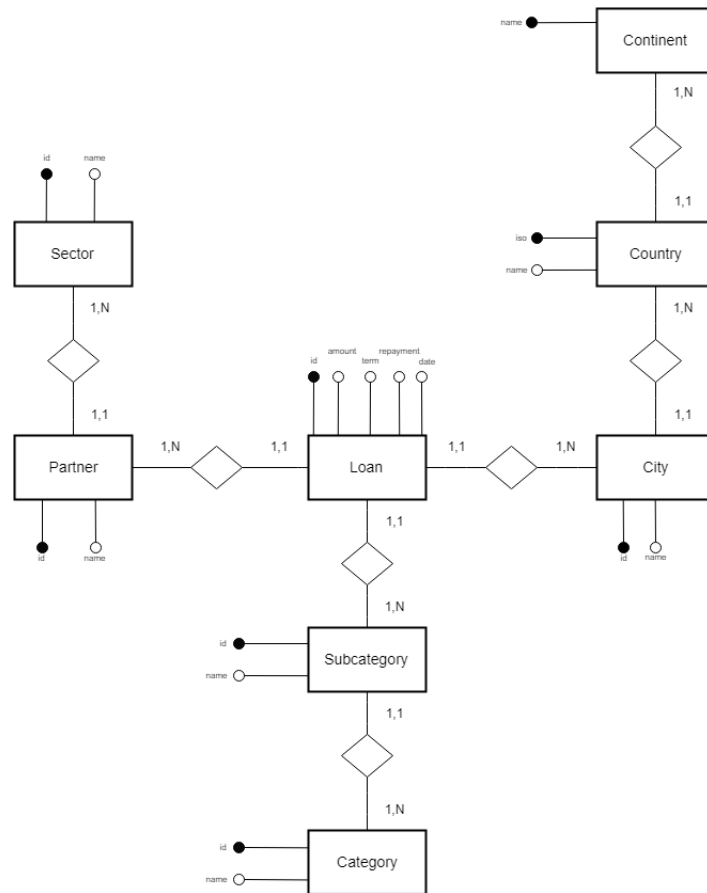 name
Continent
1,N
id
name
1,1
Sector
iso
Country
name
1,N
1,N
repayment
amount
id
term
date
1,1
1,1
Partner
1,N
1,1
Loan
1,1
1,N
City
id
name
1,1
id
name
1,N
id
Subcategory
name
1,1
1,N
id
Category
name